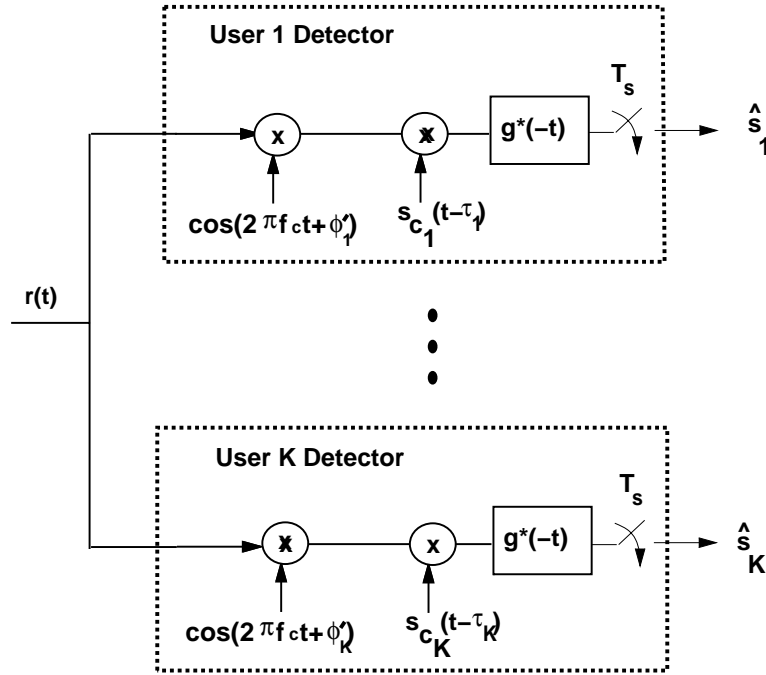 User 1 Detector
T_s
x
x
g*(-t)
ŝ_1
cos(2πf_c t+ϕ'_1)
s_c_1(t-τ_1)
r(t)
User K Detector
T_s
x
x
g*(-t)
ŝ_K
cos(2πf_c t+ϕ'_K)
s_c_K(t-τ_K)